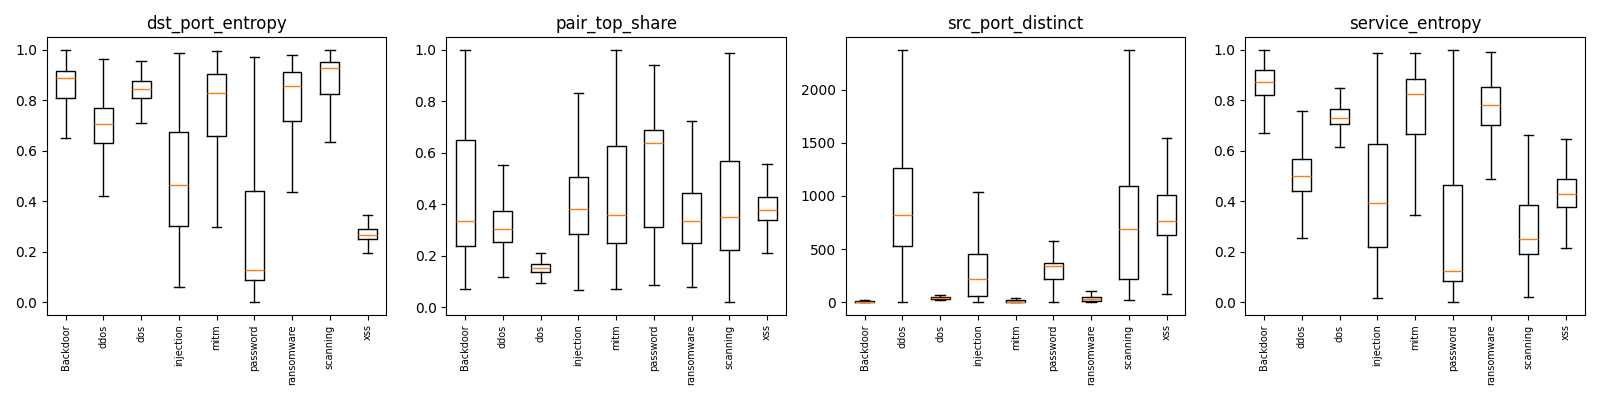 dst_port_entropy
1.0
0.8
0.6
0.4
0.2
0.0
Backdoor
ddos
dos
injection
mitm
password
ransomware
scanning
xss
pair_top_share
1.0
0.8
0.6
0.4
0.2
0.0
Backdoor
ddos
dos
injection
mitm
password
ransomware
scanning
xss
src_port_distinct
2000
1500
1000
500
0
Backdoor
ddos
dos
injection
mitm
password
ransomware
scanning
xss
service_entropy
1.0
0.8
0.6
0.4
0.2
0.0
Backdoor
ddos
dos
injection
mitm
password
ransomware
scanning
xss